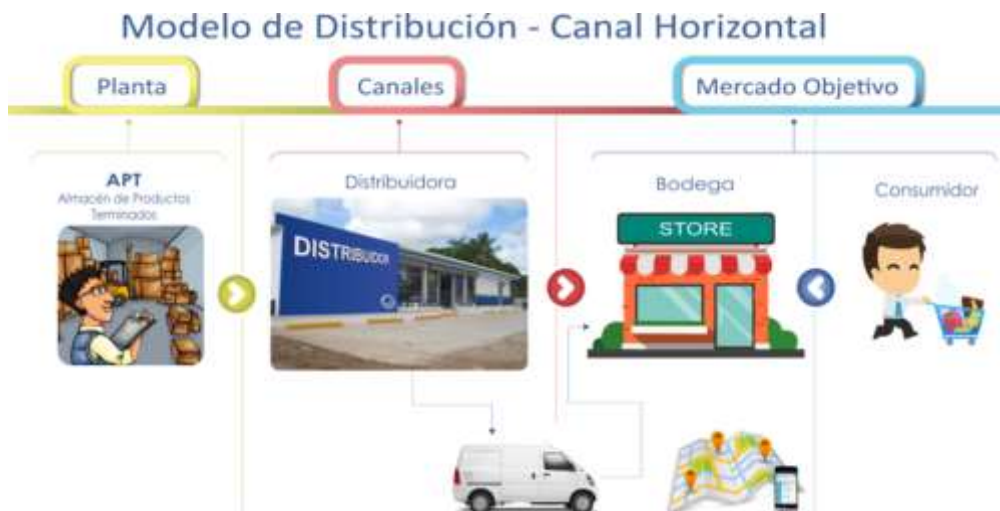 Modelo de Distribución - Canal Horizontal
Planta
Canales
Mercado Objetivo
APT
Almacén de Productos
Terminados
Distribuidora
Bodega
Consumidor
DISTRIBUIDOR
STORE